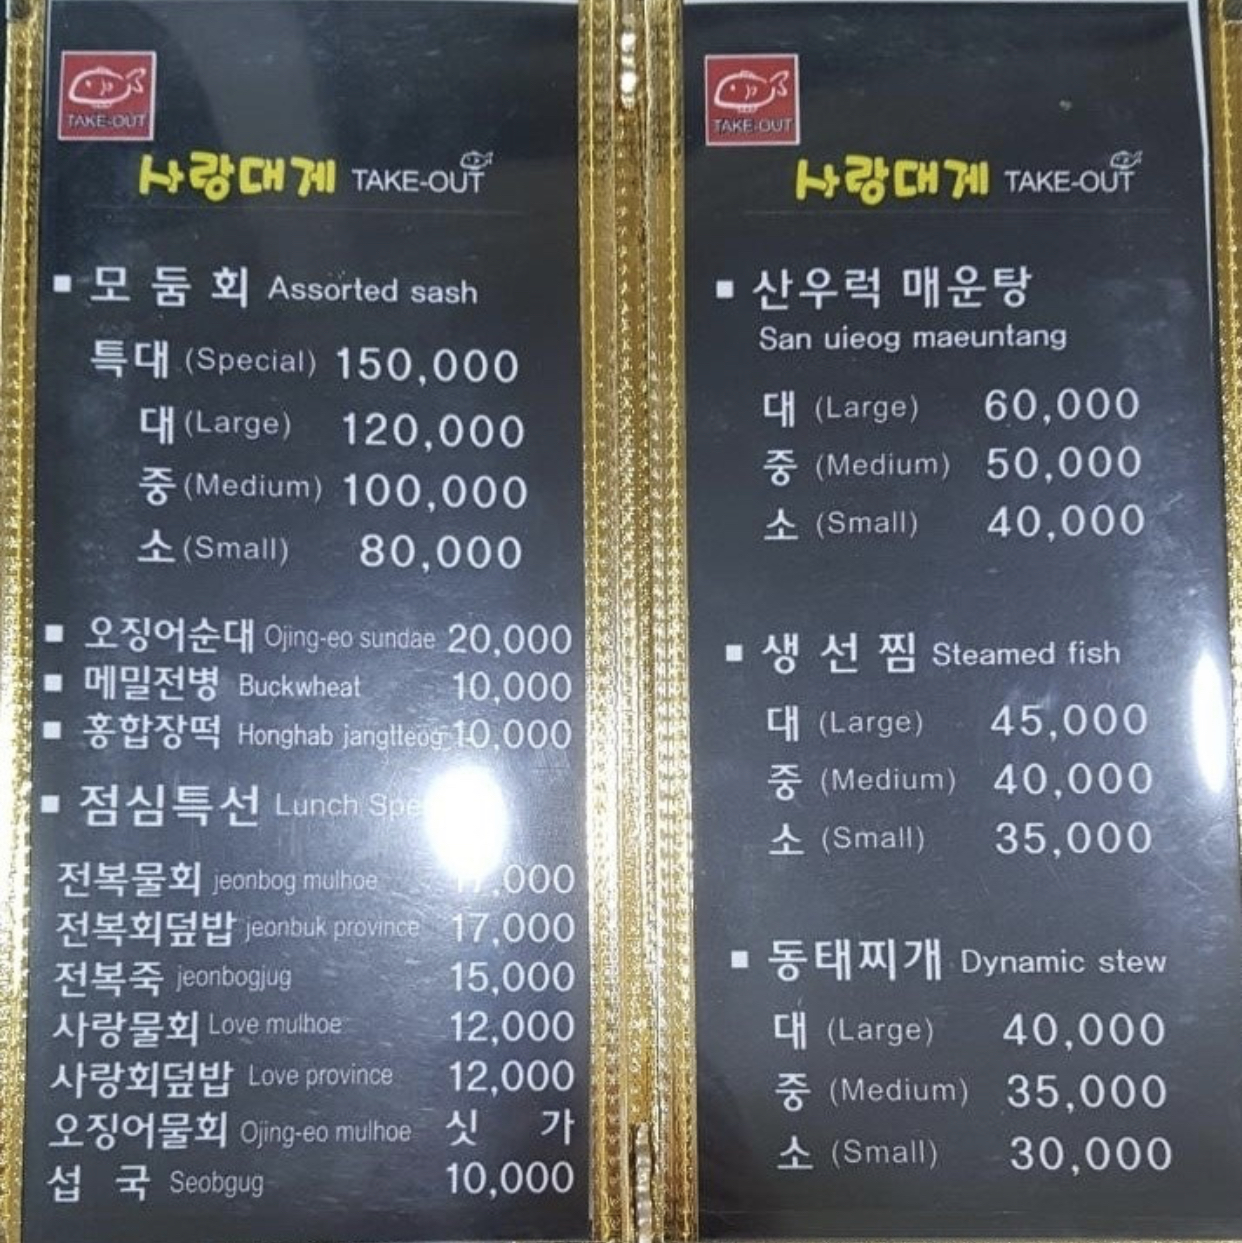 TAKE-OUT
사랑대게 TAKE-OUT
모둠회 Assorted sash
특대 (Special) 150,000
대 (Large) 120,000
중 (Medium) 100,000
소 (Small) 80,000
오징어순대 Ojing-eo sundae 20,000
메밀전병 Buckwheat 10,000
홍합장떡 Honghab jangtteog 10,000
점심특선 Lunch
전복물회 jeonbog mulhoe
전복회덮밥 jeonbuk province 17,000
전복죽 jeonbogjug 15,000
사랑물회 Love mulhoe 12,000
사랑회덮밥 Love province 12,000
오징어물회 Ojing-eo mulhoe 싯 가
섭 국 Seobgug 10,000
TAKE-OUT
사랑대게 TAKE-OUT
산우럭 매운탕
San uieog maeuntang
대 (Large) 60,000
중 (Medium) 50,000
소 (Small) 40,000
생선찜 Steamed fish
대 (Large) 45,000
중 (Medium) 40,000
소 (Small) 35,000
동태찌개 Dynamic stew
대 (Large) 40,000
중 (Medium) 35,000
소 (Small) 30,000